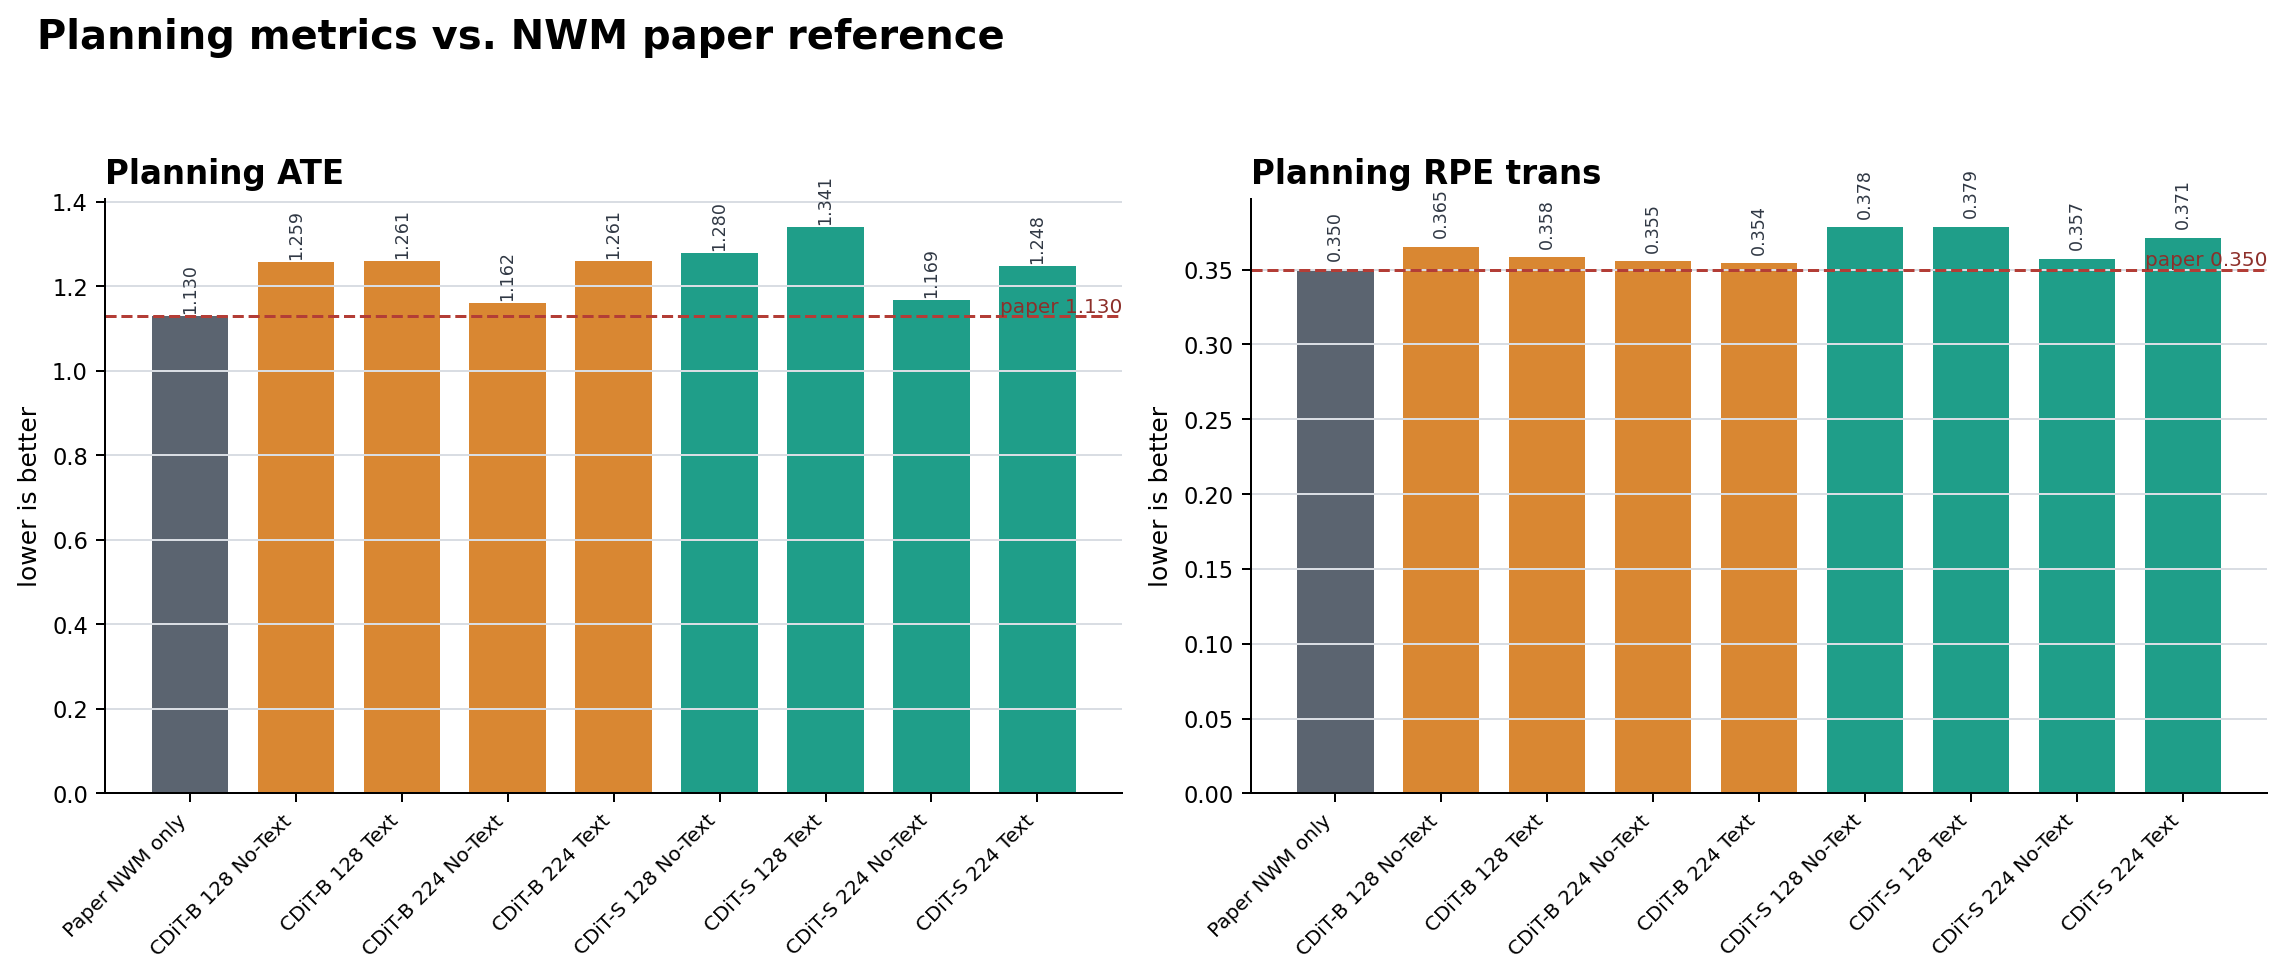 Planning metrics vs. NWM paper reference
Planning ATE
lower is better
1.4
1.2
1.0
0.8
0.6
0.4
0.2
0.0
1.130
1.259
1.261
1.162
1.261
1.280
1.341
1.169
1.248
paper 1.130
Paper NWM only
CDiT-B 128 No-Text
CDiT-B 128 Text
CDiT-B 224 No-Text
CDiT-B 224 Text
CDiT-S 128 No-Text
CDiT-S 128 Text
CDiT-S 224 No-Text
CDiT-S 224 Text
Planning RPE trans
lower is better
0.35
0.30
0.25
0.20
0.15
0.10
0.05
0.00
0.350
0.365
0.358
0.355
0.354
0.378
0.379
0.357
0.371
paper 0.350
Paper NWM only
CDiT-B 128 No-Text
CDiT-B 128 Text
CDiT-B 224 No-Text
CDiT-B 224 Text
CDiT-S 128 No-Text
CDiT-S 128 Text
CDiT-S 224 No-Text
CDiT-S 224 Text